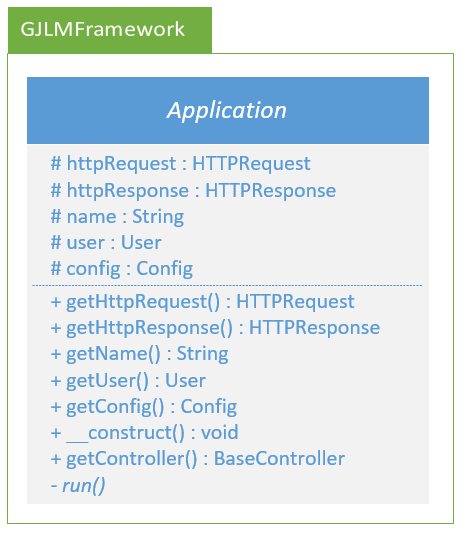 GJLMFramework
Application
# httpRequest : HTTPRequest
# httpResponse : HTTPResponse
# name : String
# user : User
# config : Config
+ getHttpRequest() : HTTPRequest
+ getHttpResponse() : HTTPResponse
+ getName() : String
+ getUser() : User
+ getConfig() : Config
+ __construct() : void
+ getController() : BaseController
- run()